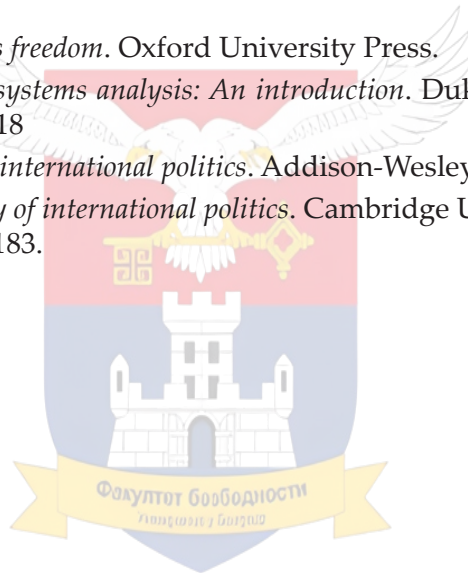 s freedom. Oxford University Press.
systems analysis: An introduction. Duk
18
international politics. Addison-Wesley
y of international politics. Cambridge U
183.
Факултет